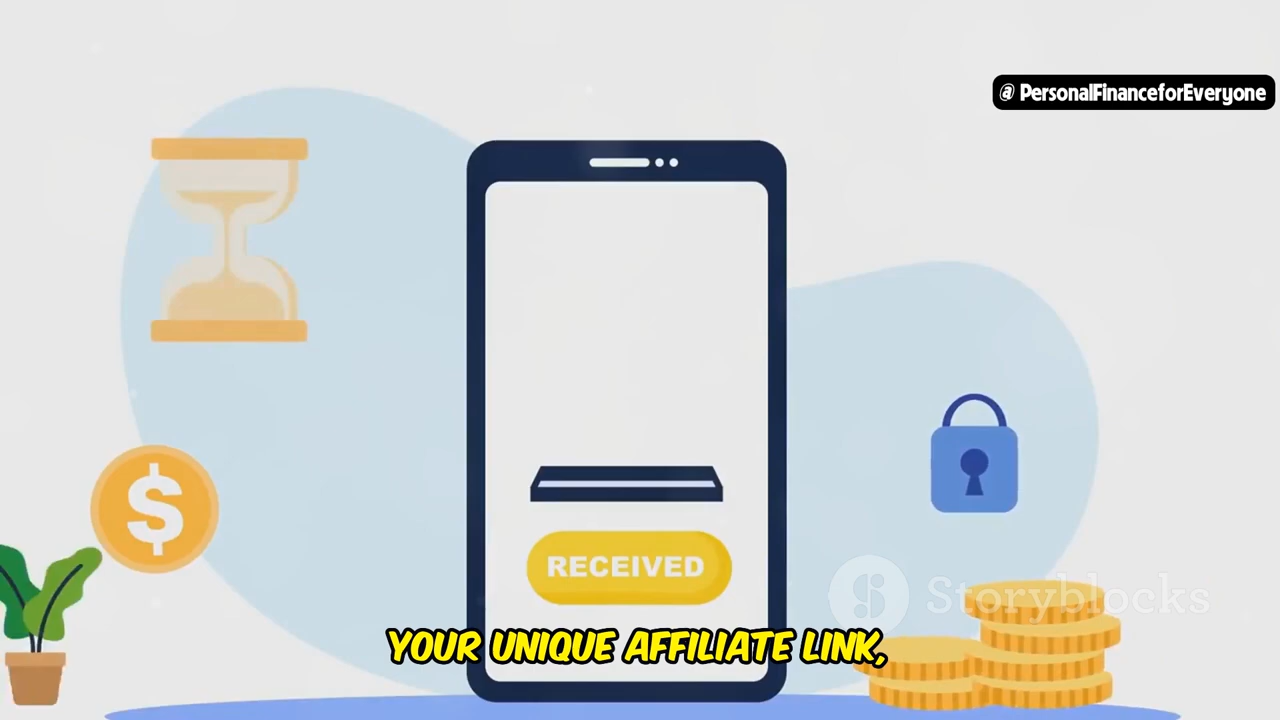 @ PersonalFinanceforEveryone
RECEIVED
Storyblocks
YOUR UNIQUE AFFILIATE LINK,